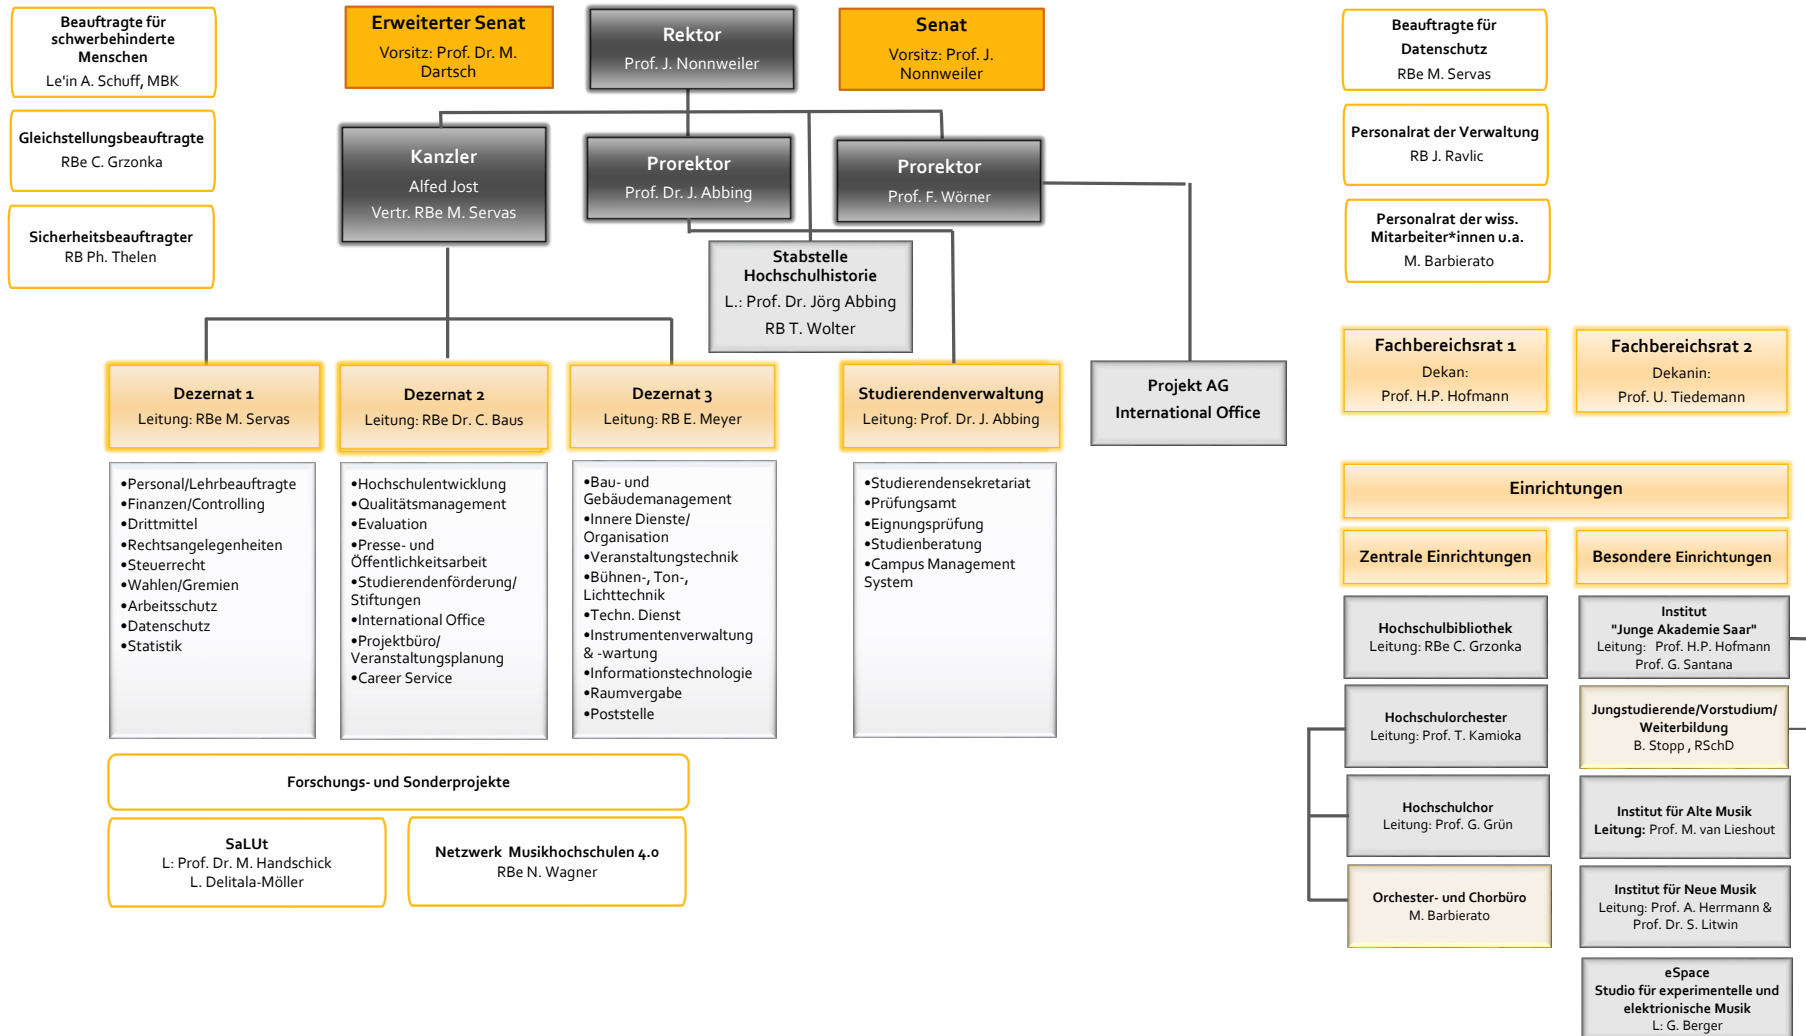 Beauftragte für
schwerbehinderte
Menschen
Le'in A. Schuff, MBK
Gleichstellungsbeauftragte
RBe C. Grzonka
Sicherheitsbeauftragter
RB Ph. Thelen
Erweiterter Senat
Vorsitz: Prof. Dr. M.
Dartsch
Rektor
Prof. J. Nonnweiler
Senat
Vorsitz: Prof. J.
Nonnweiler
Kanzler
Alfed Jost
Vertr. RBe M. Servas
Prorektor
Prof. Dr. J. Abbing
Prorektor
Prof. F. Wörner
Stabstelle
Hochschulhistorie
L.: Prof. Dr. Jörg Abbing
RB T. Wolter
Beauftragte für
Datenschutz
RBe M. Servas
Personalrat der Verwaltung
RB J. Ravlic
Personalrat der wiss.
Mitarbeiter*innen u.a.
M. Barbierato
Dezernat 1
Leitung: RBe M. Servas
Dezernat 2
Leitung: RBe Dr. C. Baus
Dezernat 3
Leitung: RB E. Meyer
Studierendenverwaltung
Leitung: Prof. Dr. J. Abbing
Projekt AG
International Office
Fachbereichsrat 1
Dekan:
Prof. H.P. Hofmann
Fachbereichsrat 2
Dekanin:
Prof. U. Tiedemann
•Personal/Lehrbeauftragte
•Finanzen/Controlling
•Drittmittel
•Rechtsangelegenheiten
•Steuerrecht
•Wahlen/Gremien
•Arbeitsschutz
•Datenschutz
•Statistik
•Hochschulentwicklung
•Qualitätsmanagement
•Evaluation
•Presse- und
Öffentlichkeitsarbeit
•Studierendenförderung/
Stiftungen
•International Office
•Projektbüro/
Veranstaltungsplanung
•Career Service
•Bau- und
Gebäudemanagement
•Innere Dienste/
Organisation
•Veranstaltungstechnik
•Bühnen-, Ton-,
Lichttechnik
•Techn. Dienst
•Instrumentenverwaltung
& -wartung
•Informationstechnologie
•Raumvergabe
•Poststelle
•Studierendensekretariat
•Prüfungsamt
•Eignungsprüfung
•Studienberatung
•Campus Management
System
Forschungs- und Sonderprojekte
SaLUt
L: Prof. Dr. M. Handschick
L. Delitala-Möller
Netzwerk Musikhochschulen 4.0
RBe N. Wagner
Einrichtungen
Zentrale Einrichtungen
Hochschulbibliothek
Leitung: RBe C. Grzonka
Hochschulorchester
Leitung: Prof. T. Kamioka
Hochschulchor
Leitung: Prof. G. Grün
Orchester- und Chorbüro
M. Barbierato
Besondere Einrichtungen
Institut
"Junge Akademie Saar"
Leitung: Prof. H.P. Hofmann
Prof. G. Santana
Jungstudierende/Vorstudium/
Weiterbildung
B. Stopp , RSchD
Institut für Alte Musik
Leitung: Prof. M. van Lieshout
Institut für Neue Musik
Leitung: Prof. A. Herrmann &
Prof. Dr. S. Litwin
eSpace
Studio für experimentelle und
elektrionische Musik
L: G. Berger